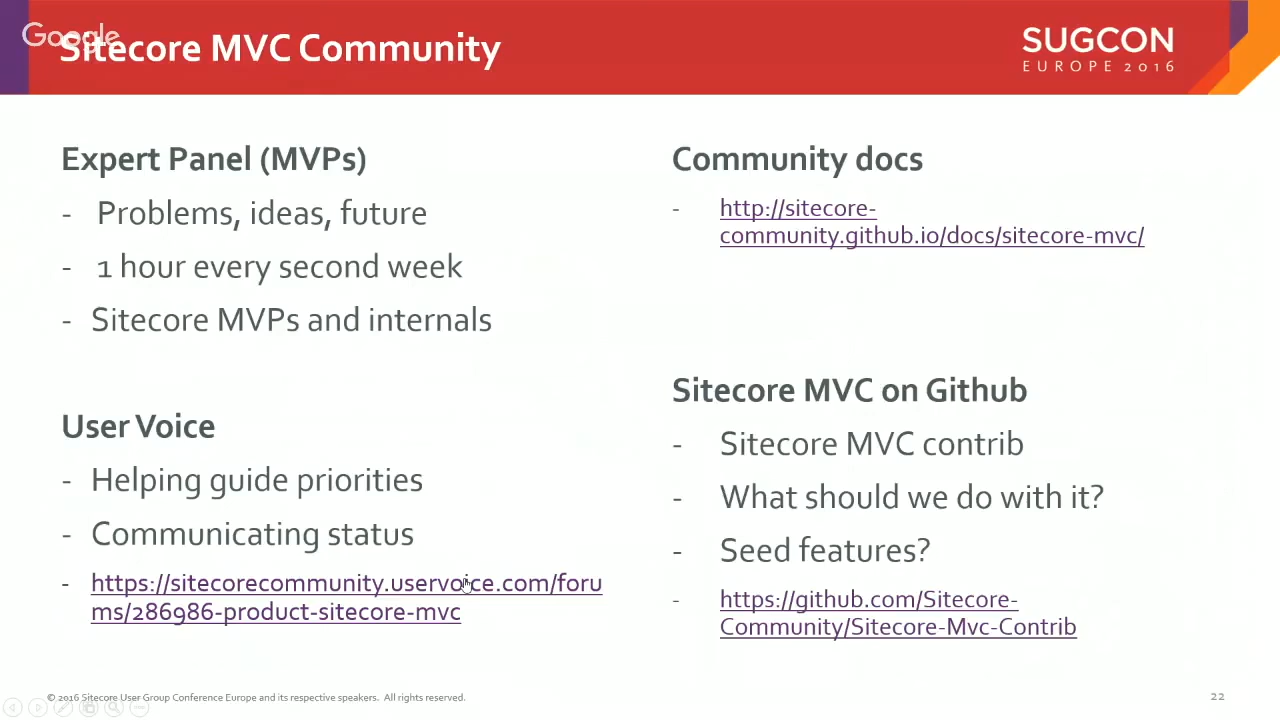 Google
Sitecore MVC Community
SUGCON
EUROPE 2016
Expert Panel (MVPs)
- Problems, ideas, future
- 1 hour every second week
- Sitecore MVPs and internals
User Voice
- Helping guide priorities
- Communicating status
- https://sitecorecommunity.uservoice.com/foru
ms/286986-product-sitecore-mvc
Community docs
- http://sitecore-
community.github.io/docs/sitecore-mvc/
Sitecore MVC on Github
- Sitecore MVC contrib
- What should we do with it?
- Seed features?
- https://github.com/Sitecore-
Community/Sitecore-Mvc-Contrib
© 2016 Sitecore User Group Conference Europe and its respective speakers. All rights reserved.
22